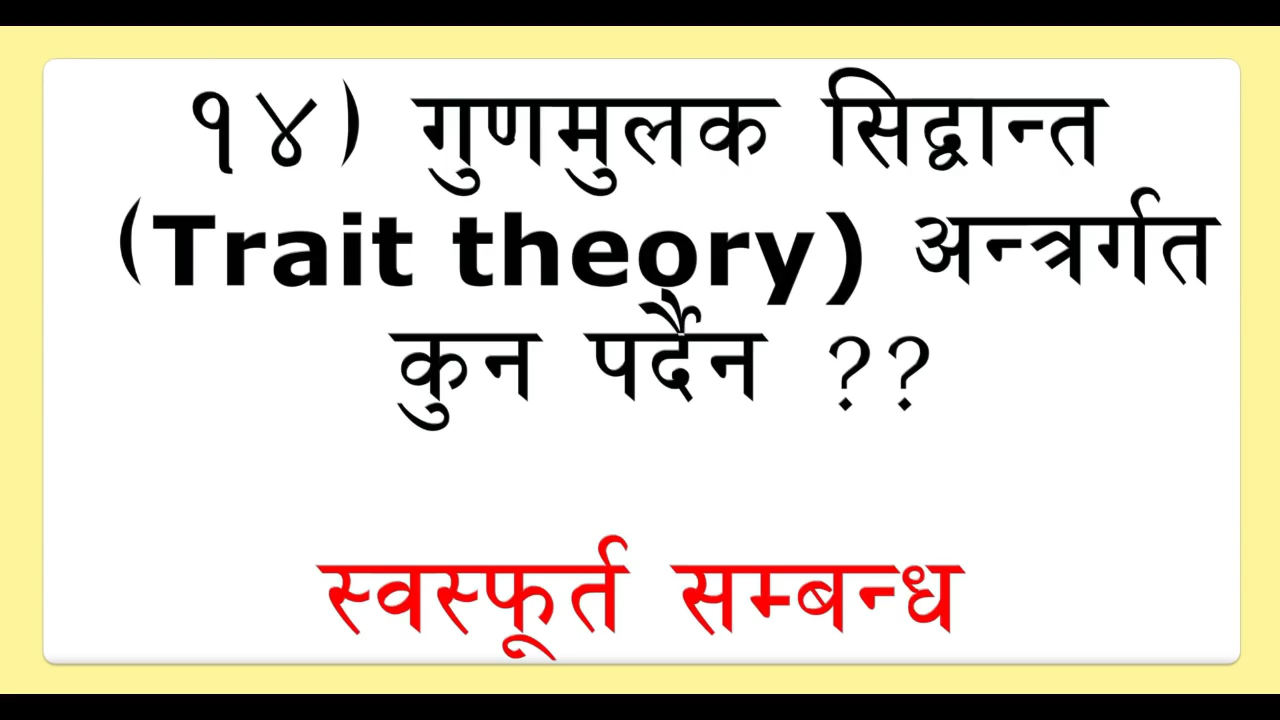 १४) गुणमुलक सिद्वान्त
(Trait theory) अन्त्रर्गत
कुन पर्दैन ??
स्वस्फूर्त सम्बन्ध